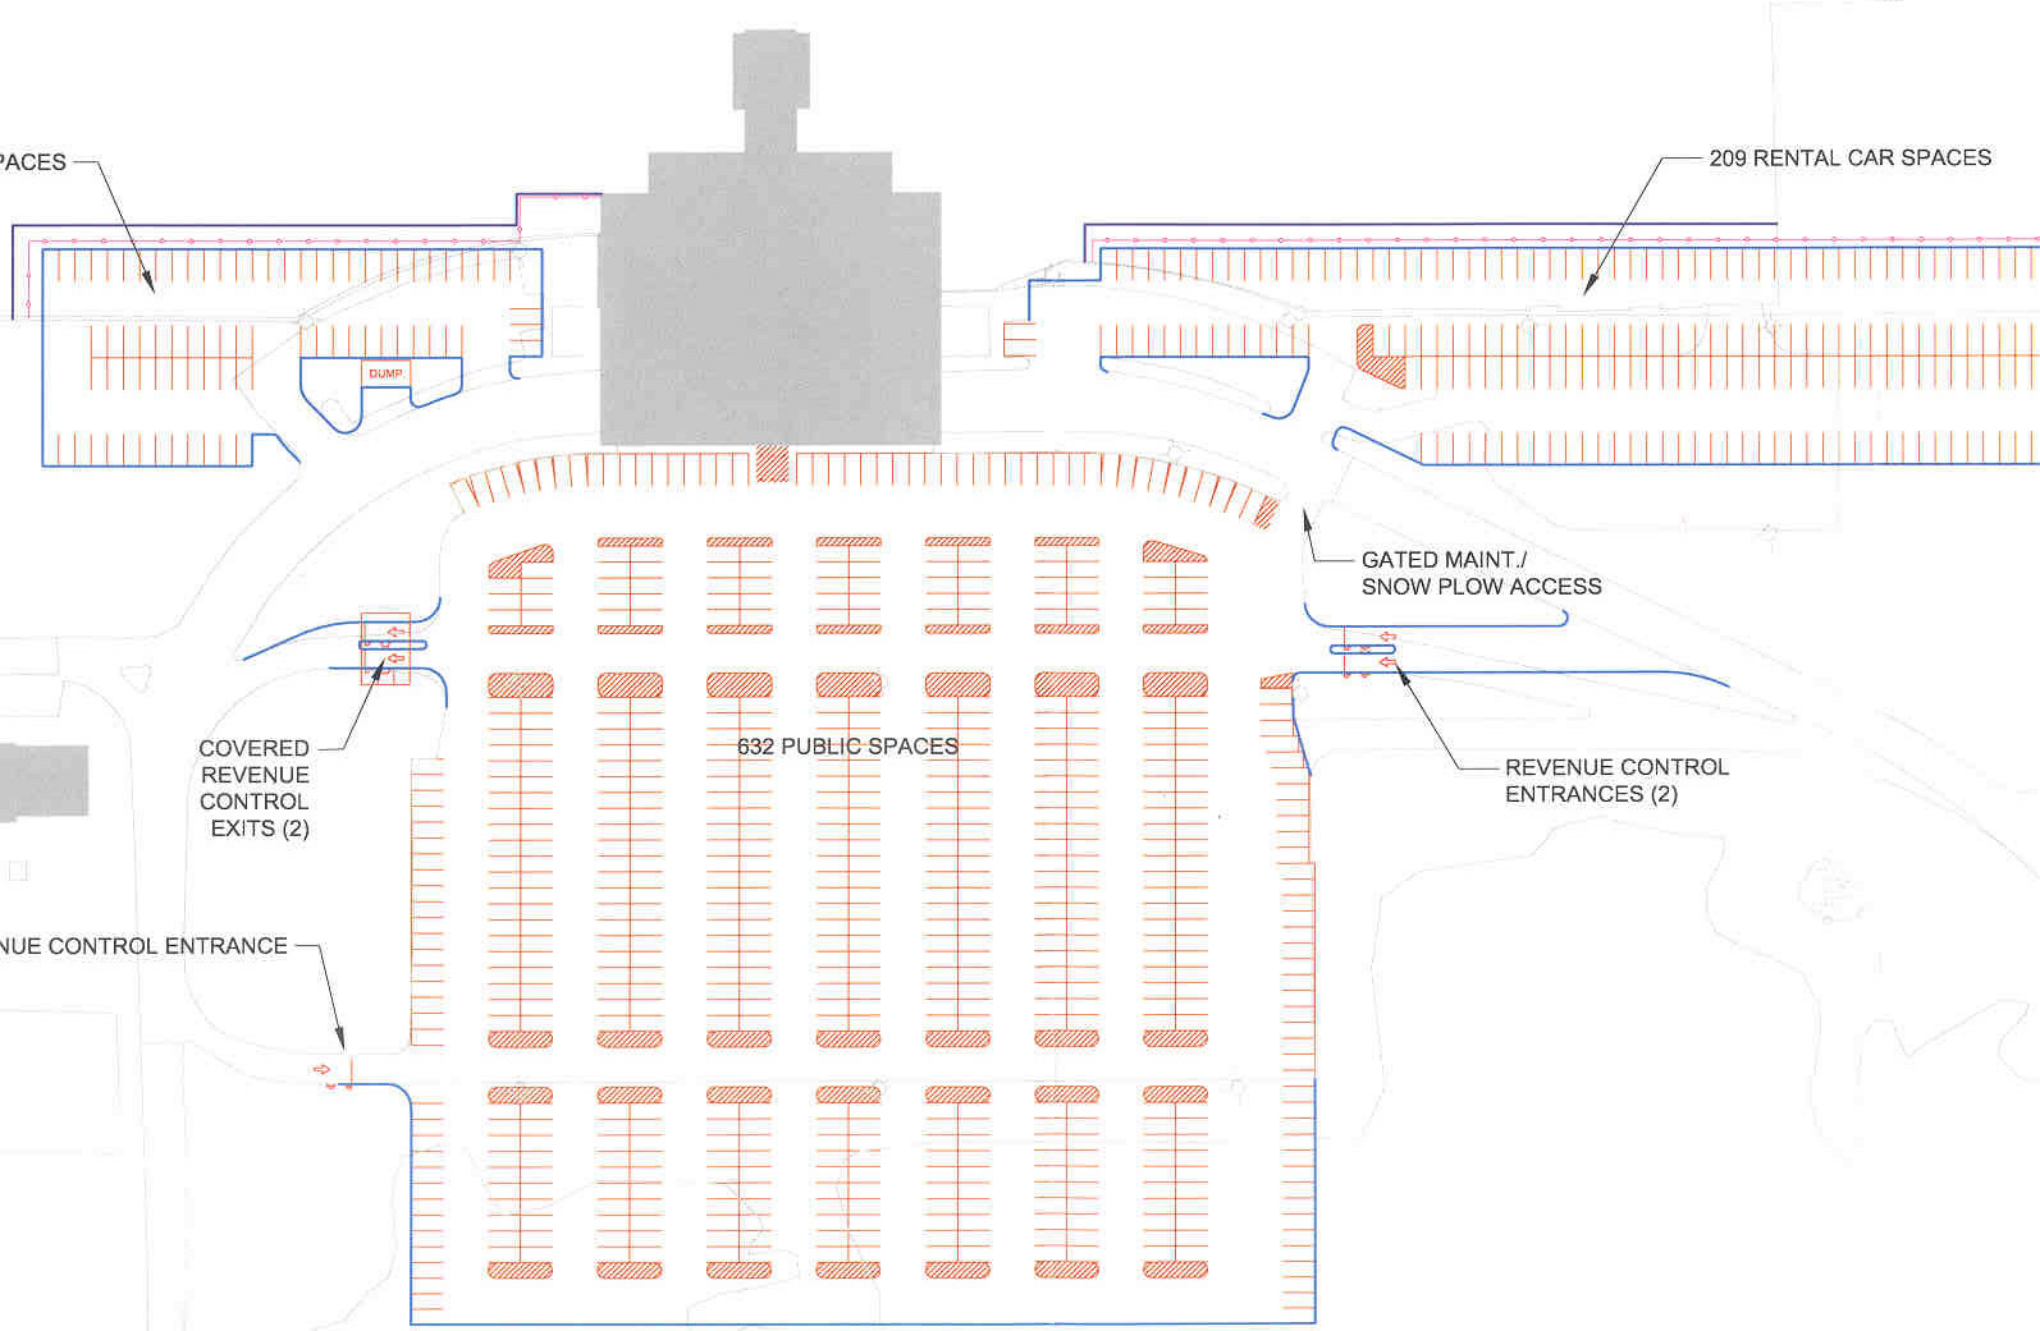 PACES
209 RENTAL CAR SPACES
DUMP
GATED MAINT./
SNOW PLOW ACCESS
COVERED
REVENUE
CONTROL
EXITS (2)
632 PUBLIC SPACES
REVENUE CONTROL
ENTRANCES (2)
NUE CONTROL ENTRANCE